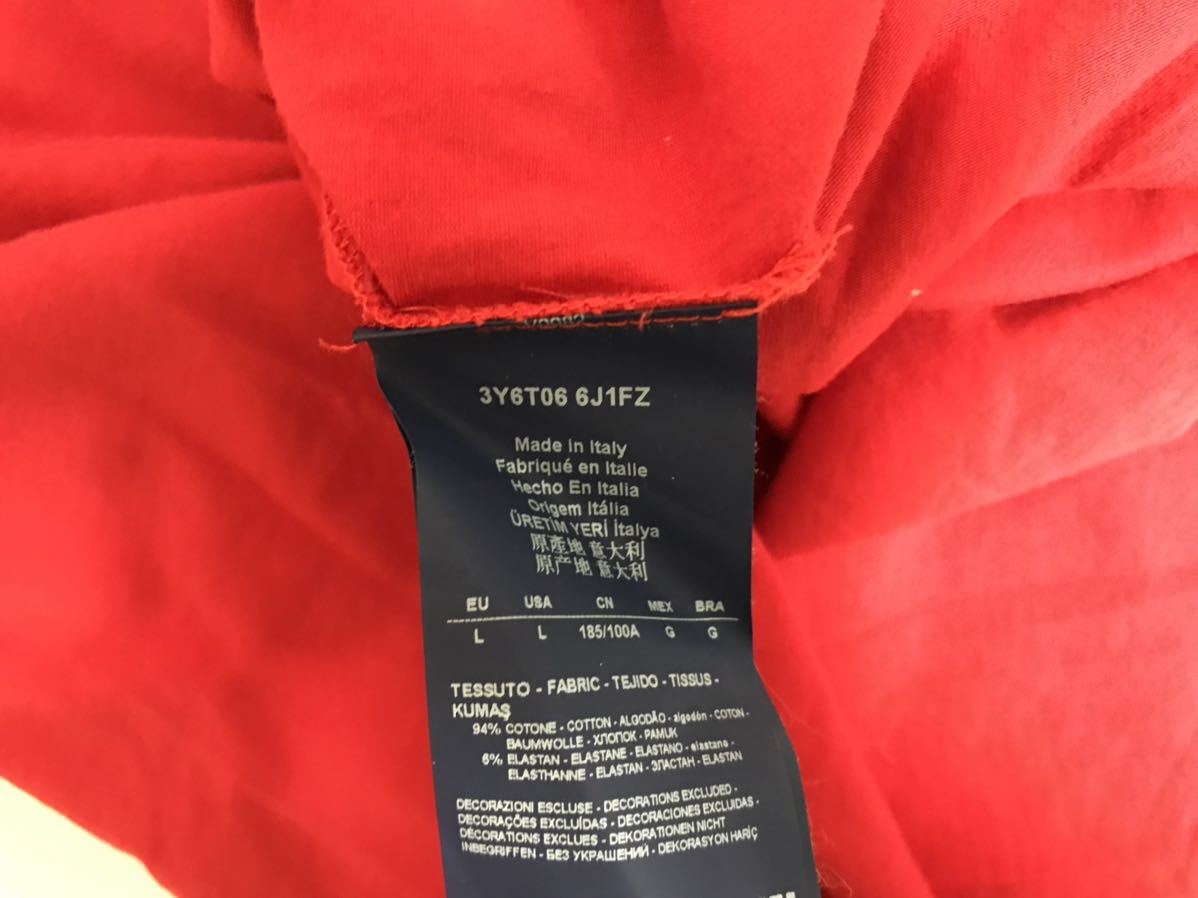 3Y6T06 6J1FZ
Made in Italy
Fabriqué en Italie
Hecho En Italia
Origem Itália
ÜRETİM YERİ İtalya
原產地 意大利
原产地 意大利
EU USA CN MEX BRA
L L 185/100A G G
TESSUTO - FABRIC - TEJIDO - TISSUS -
KUMAŞ
94% COTONE - COTTON - ALGODÃO - algodón - COTON -
BAUMWOLLE - ХЛОПОК - PAMUK
6% ELASTAN - ELASTANE - ELASTANO - elastano -
ELASTHANNE - ELASTAN - ЭЛАСТАН - ELASTAN
DECORAZIONI ESCLUSE - DECORATIONS EXCLUDED -
DECORAÇÕES EXCLUÍDAS - DECORACIONES EXCLUIDAS -
DÉCORATIONS EXCLUES - DEKORATIONEN NICHT
INBEGRIFFEN - БЕЗ УКРАШЕНИЙ - DEKORASYON HARİÇ